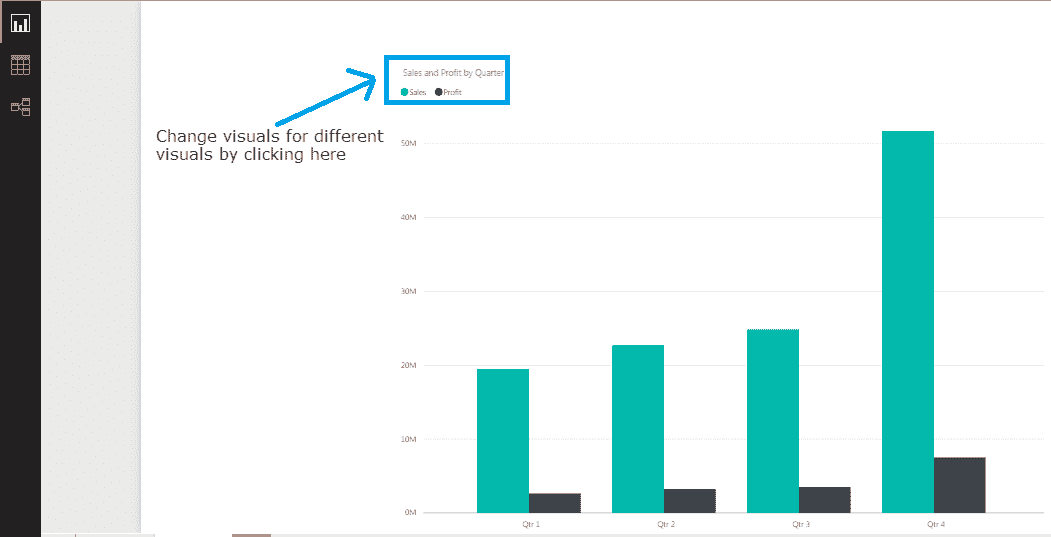 Sales and Profit by Quarter
Sales Profit
Change visuals for different
visuals by clicking here
50M
40M
30M
20M
10M
0M
Qtr 1 Qtr 2 Qtr 3 Qtr 4